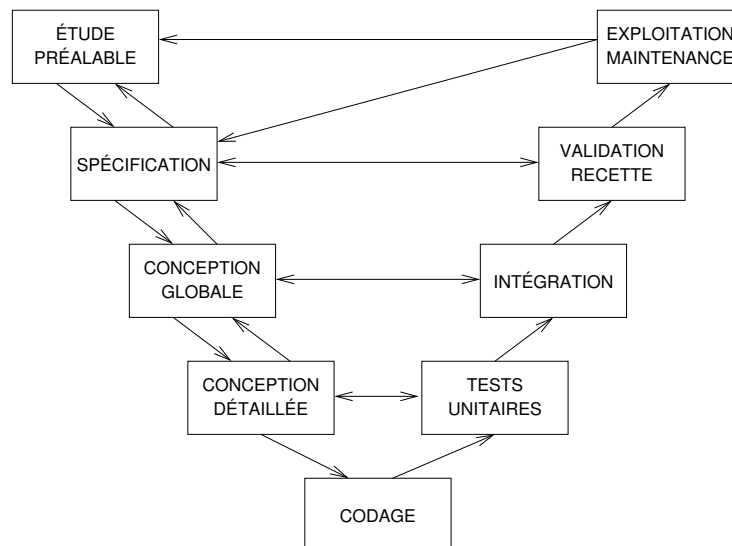 ÉTUDE
PRÉALABLE
EXPLOITATION
MAINTENANCE
SPÉCIFICATION
VALIDATION
RECETTE
CONCEPTION
GLOBALE
INTÉGRATION
CONCEPTION
DÉTAILLÉE
TESTS
UNITAIRES
CODAGE